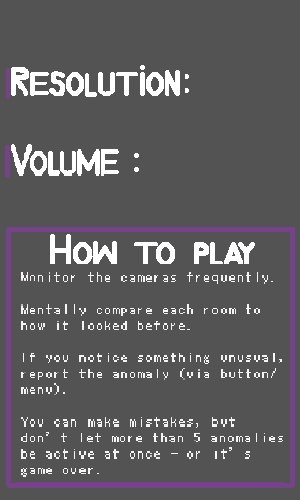 Resolution:
Volume :
How to play
Monitor the cameras frequently.
Mentally compare each room to
how it looked before.
If you notice something unusual,
report the anomaly (via button/
menu).
You can make mistakes, but
don't let more than 5 anomalies
be active at once - or it's
game over.